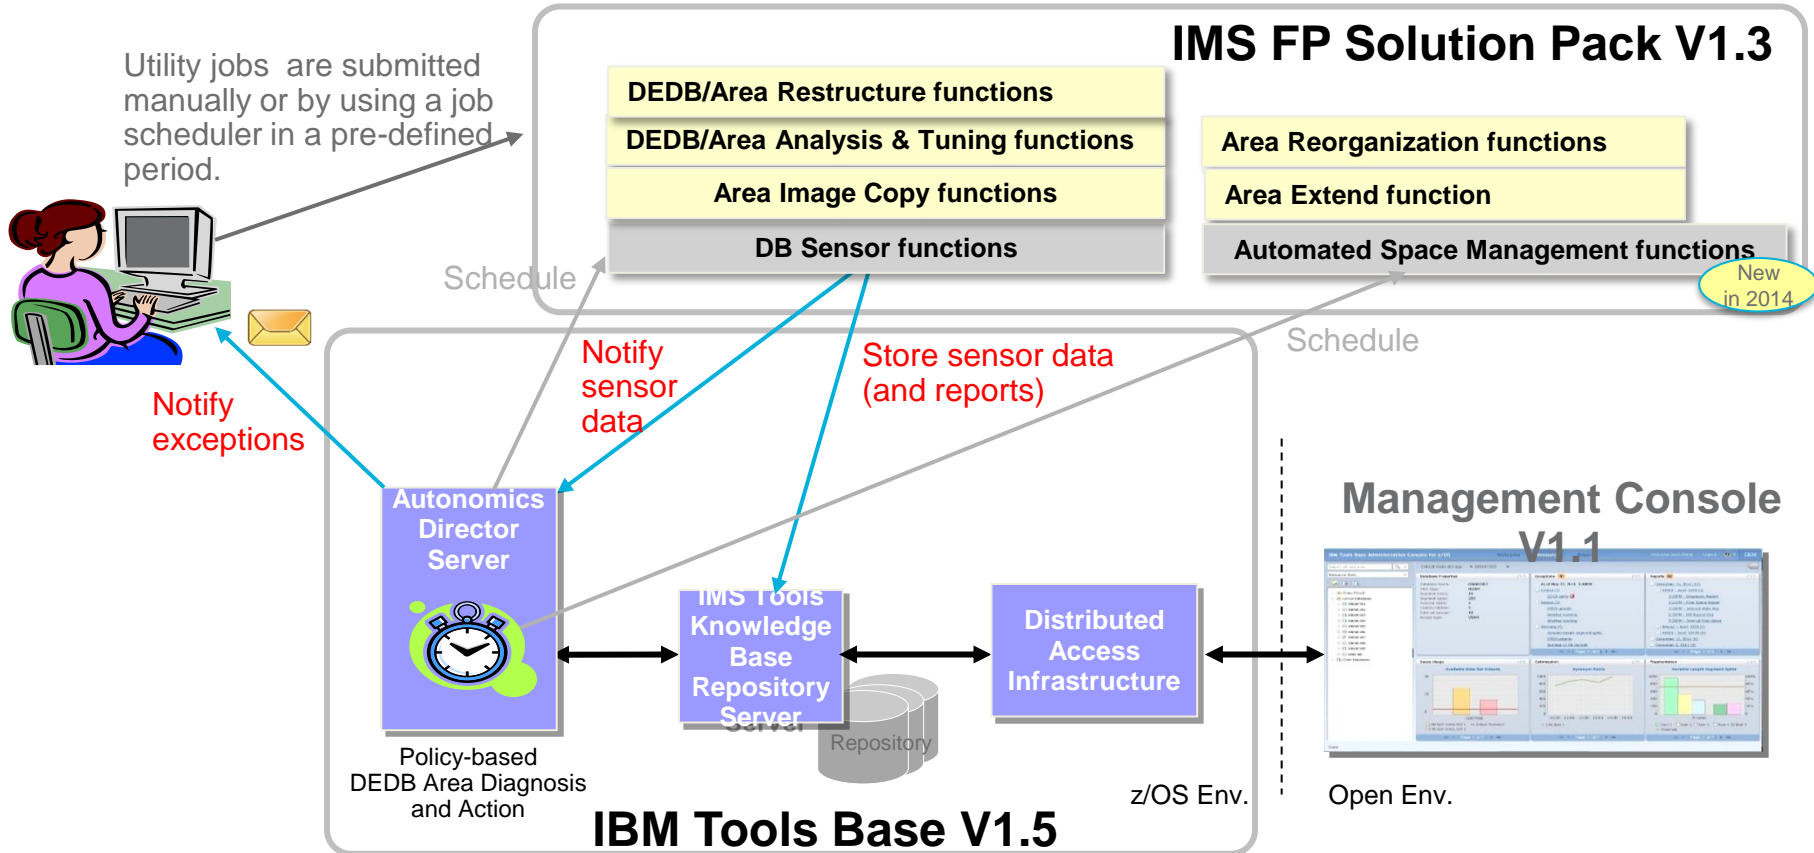 IMS FP Solution Pack V1.3
Utility jobs are submitted
manually or by using a job
scheduler in a pre-defined
period.
DEDB/Area Restructure functions
DEDB/Area Analysis & Tuning functions
Area Image Copy functions
DB Sensor functions
Area Reorganization functions
Area Extend function
Automated Space Management functions
New
in 2014
Schedule
Schedule
Notify
sensor
data
Store sensor data
(and reports)
Notify
exceptions
Autonomics
Director
Server
IMS Tools
Knowledge
Base
Repository
Server
Repository
Distributed
Access
Infrastructure
Management Console
V1.1
Policy-based
DEDB Area Diagnosis
and Action
z/OS Env.
Open Env.
IBM Tools Base V1.5